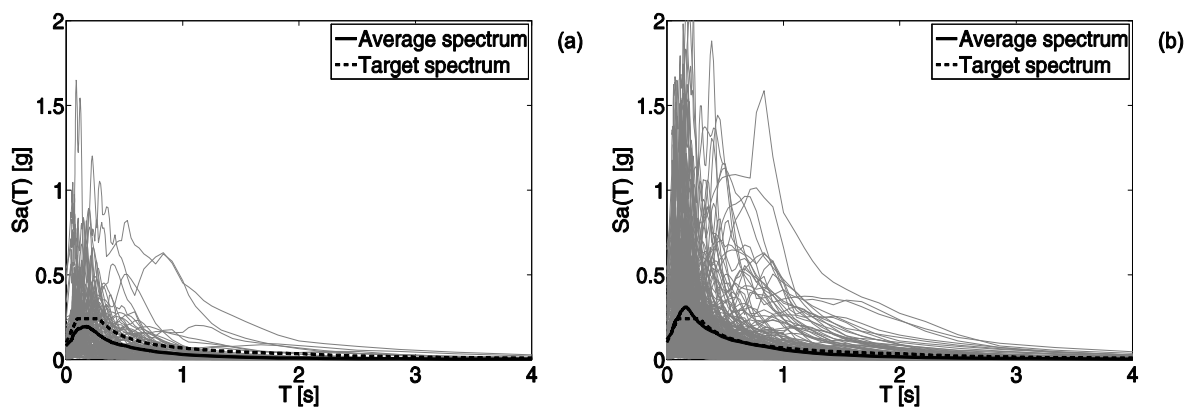 2
1.5
1
0.5
0
0 1 2 3 4
Sa(T) [g]
T [s]
Average spectrum
Target spectrum
(a)
2
1.5
1
0.5
0
0 1 2 3 4
Sa(T) [g]
T [s]
Average spectrum
Target spectrum
(b)